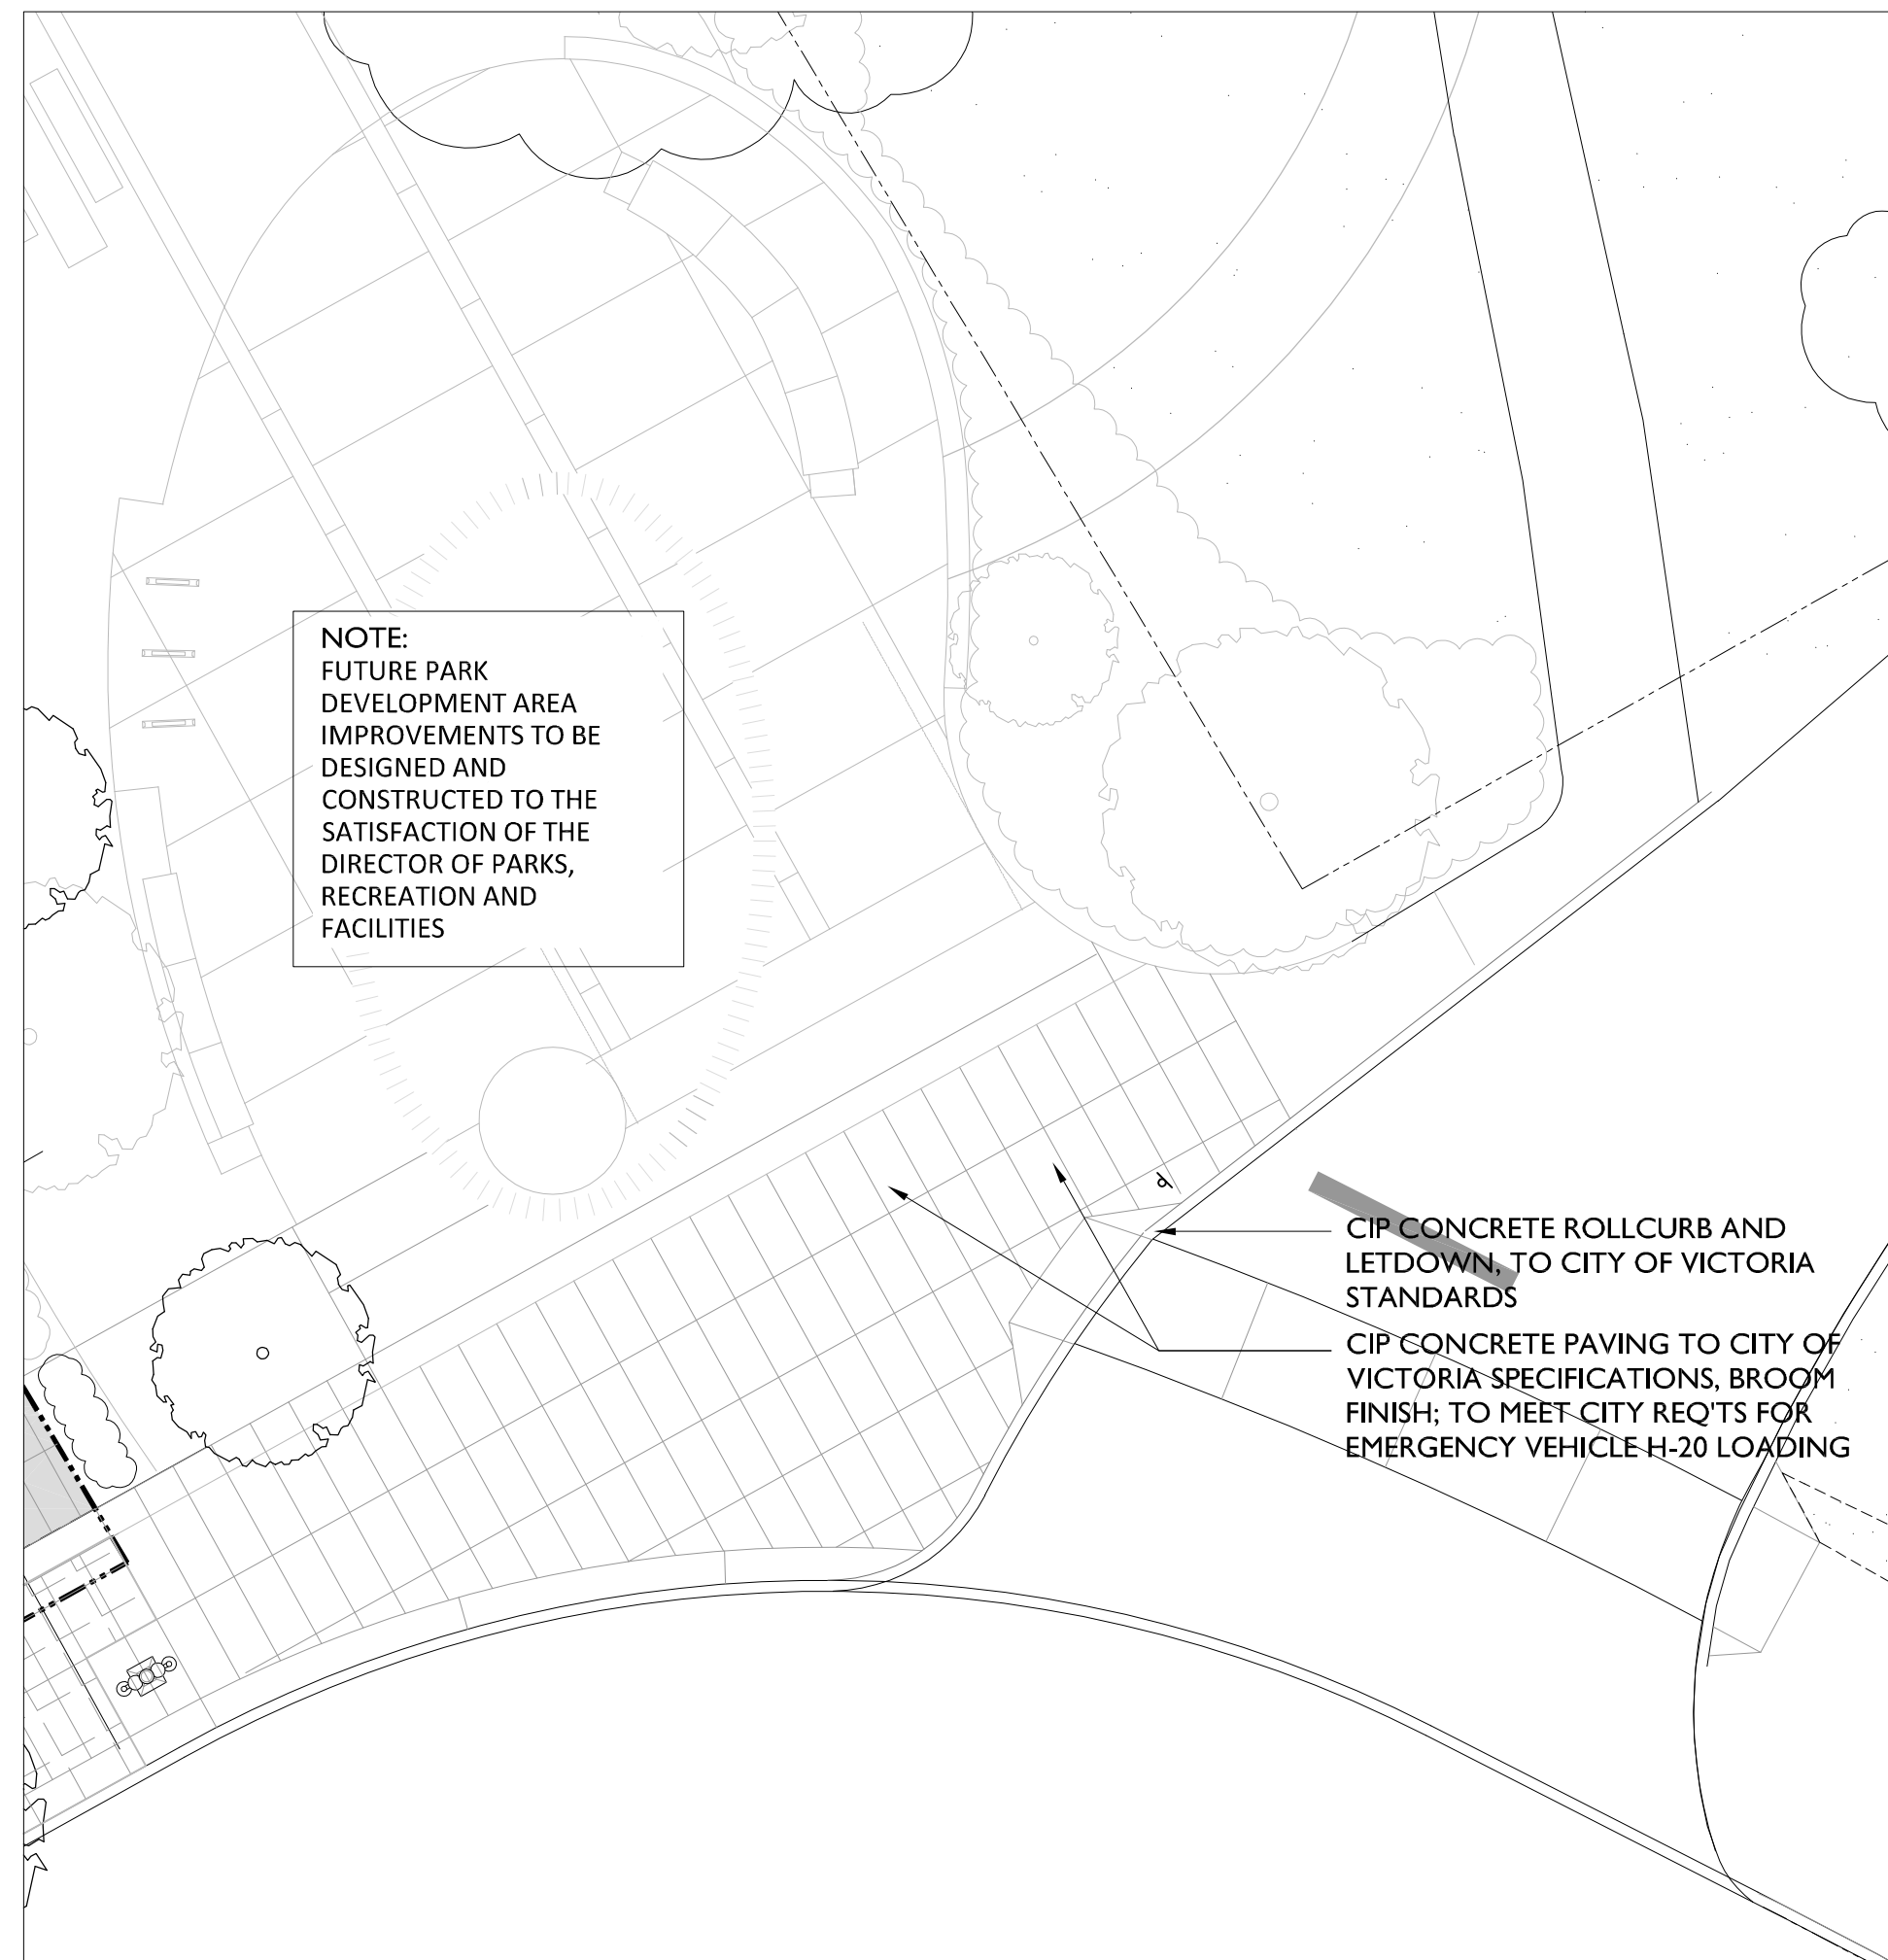 NOTE:
FUTURE PARK
DEVELOPMENT AREA
IMPROVEMENTS TO BE
DESIGNED AND
CONSTRUCTED TO THE
SATISFACTION OF THE
DIRECTOR OF PARKS,
RECREATION AND
FACILITIES
CIP CONCRETE ROLLCURB AND
LETDOWN, TO CITY OF VICTORIA
STANDARDS
CIP CONCRETE PAVING TO CITY OF
VICTORIA SPECIFICATIONS, BROOM
FINISH; TO MEET CITY REQ'TS FOR
EMERGENCY VEHICLE H-20 LOADING